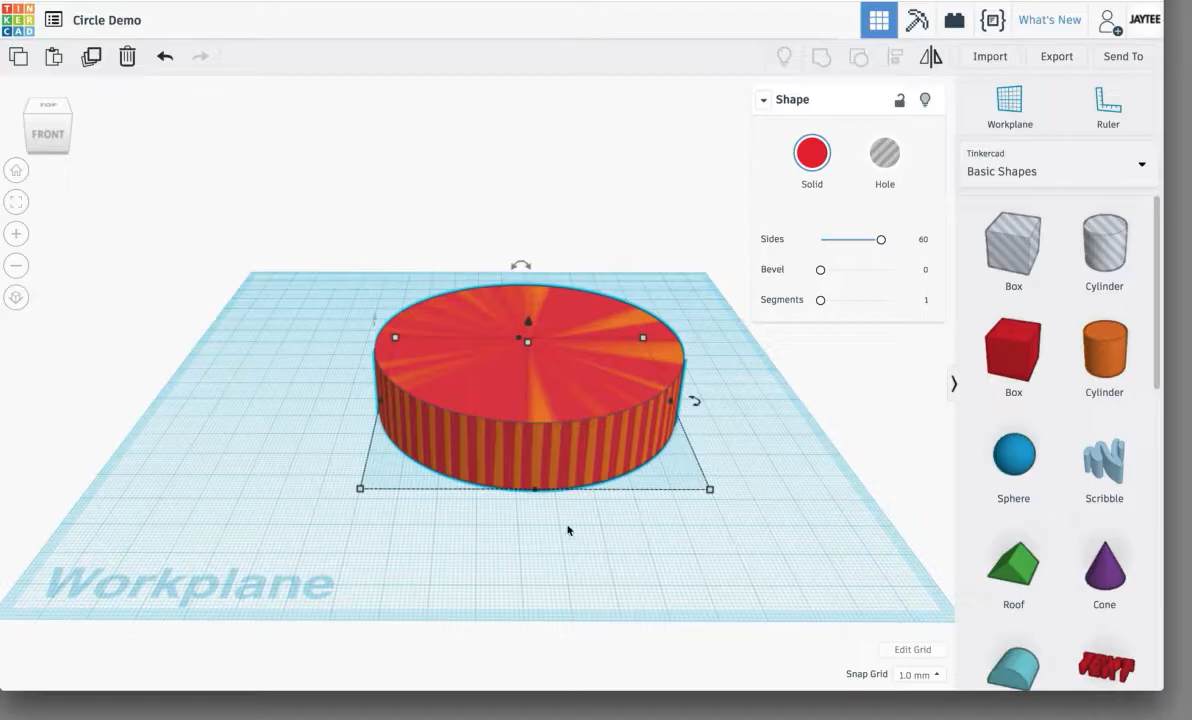 TIN
KER
CAD
Circle Demo
What's New
JAYTEE
Import
Export
Send To
TOP
FRONT
Shape
Solid
Hole
Sides
60
Bevel
0
Segments
1
Workplane
Ruler
Tinkercad
Basic Shapes
Box
Cylinder
Box
Cylinder
Sphere
Scribble
Roof
Cone
TEXT
Workplane
Edit Grid
Snap Grid
1.0 mm